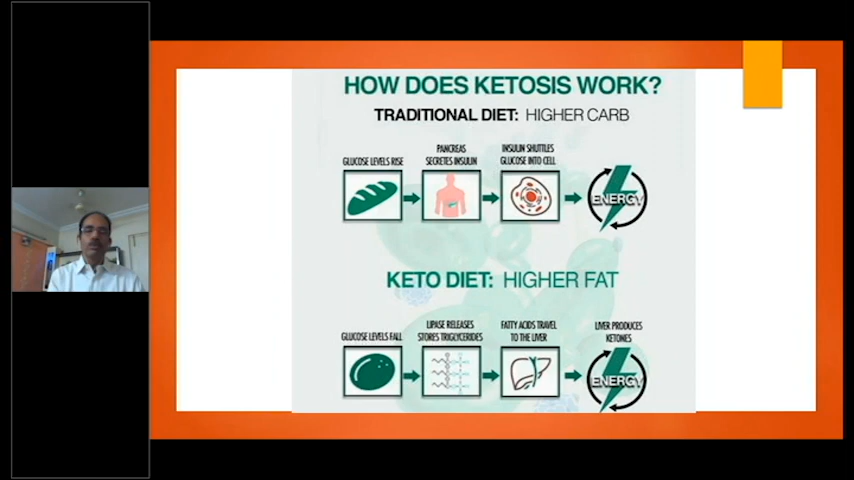 HOW DOES KETOSIS WORK?
TRADITIONAL DIET: HIGHER CARB
GLUCOSE LEVELS RISE
PANCREAS
SECRETES INSULIN
INSULIN SHUTTLES
GLUCOSE INTO CELL
ENERGY
KETO DIET: HIGHER FAT
GLUCOSE LEVELS FALL
LIPASE RELEASES
STORES TRIGLYCERIDES
FATTY ACIDS TRAVEL
TO THE LIVER
LIVER PRODUCES
KETONES
ENERGY